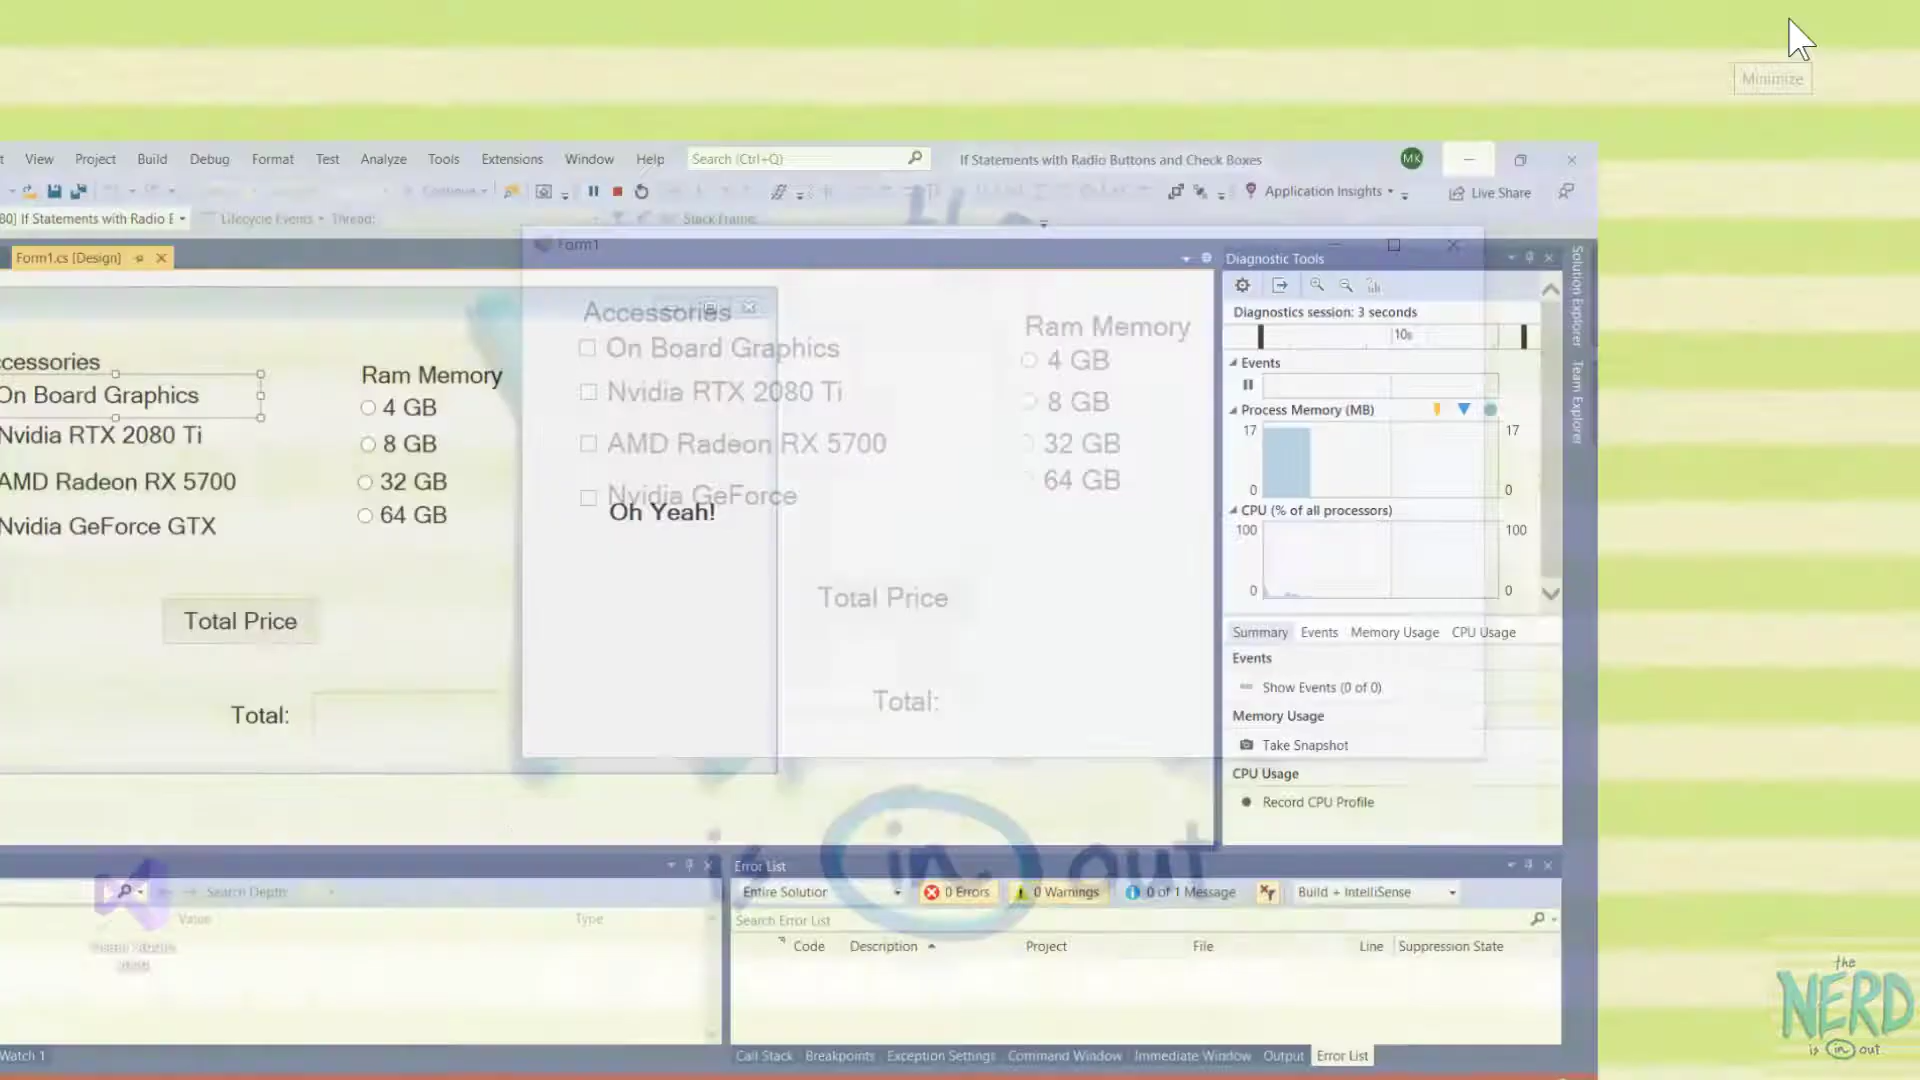 Minimize
View Project Build Debug Format Test Analyze Tools Extensions Window Help Search (Ctrl+Q) If Statements with Radio Buttons and Check Boxes MK
Continue Application Insights Live Share
80] If Statements with Radio E Lifecycle Events Thread: Stack Frame:
Form1
Form1.cs [Design] Diagnostic Tools
Solution Explorer
Team Explorer
Diagnostics session: 3 seconds
10s
Events
Process Memory (MB)
17 17
0 0
CPU (% of all processors)
100 100
0 0
Summary Events Memory Usage CPU Usage
Events
Show Events (0 of 0)
Memory Usage
Take Snapshot
CPU Usage
Record CPU Profile
ccessories
On Board Graphics
Nvidia RTX 2080 Ti
AMD Radeon RX 5700
Nvidia GeForce GTX
Ram Memory
4 GB
8 GB
32 GB
64 GB
Total Price
Total:
Accessories
On Board Graphics
Nvidia RTX 2080 Ti
AMD Radeon RX 5700
Nvidia GeForce
Oh Yeah!
Ram Memory
4 GB
8 GB
32 GB
64 GB
Total Price
Total:
is in out
Search Depth:
Value Type
Watch 1
Error List
Entire Solution 0 Errors 0 Warnings 0 of 1 Message Build + IntelliSense
Search Error List
Code Description Project File Line Suppression State
Call Stack Breakpoints Exception Settings Command Window Immediate Window Output Error List
the
NERD
is in out